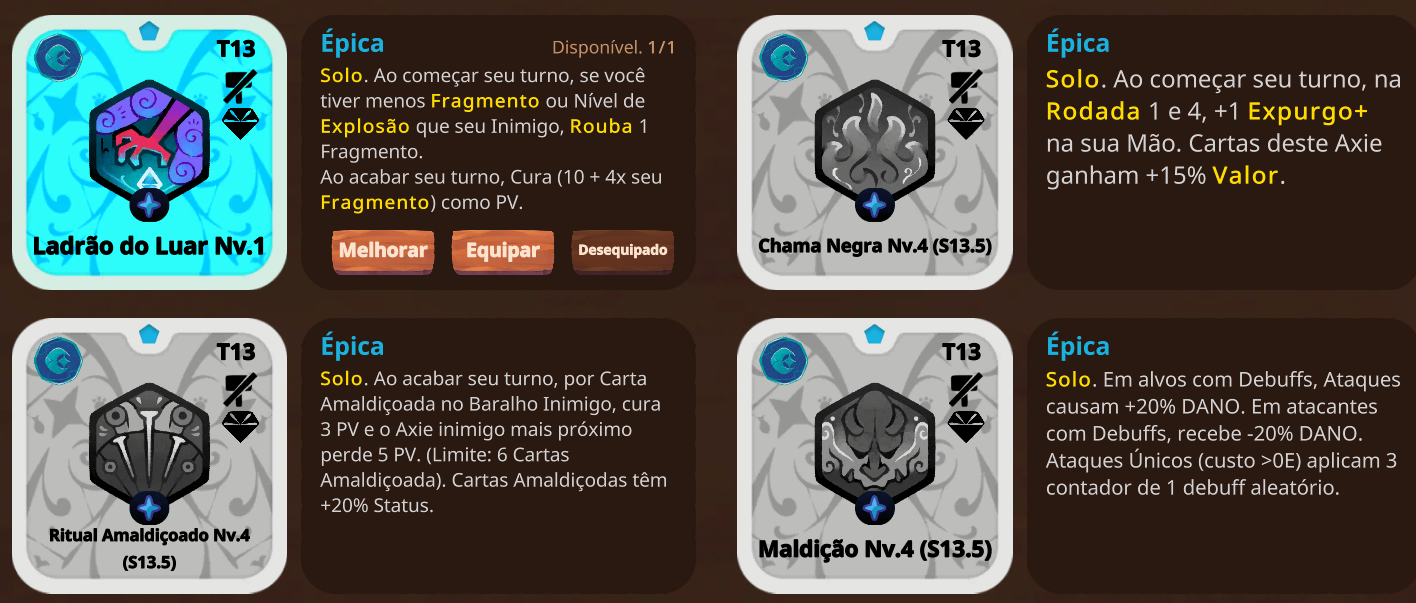 T13
Ladrão do Luar Nv.1
Épica
Disponível. 1/1
Solo. Ao começar seu turno, se você
tiver menos Fragmento ou Nível de
Explosão que seu Inimigo, Rouba 1
Fragmento.
Ao acabar seu turno, Cura (10 + 4x seu
Fragmento) como PV.
Melhorar
Equipar
Desequipado
T13
Chama Negra Nv.4 (S13.5)
Épica
Solo. Ao começar seu turno, na
Rodada 1 e 4, +1 Expurgo+
na sua Mão. Cartas deste Axie
ganham +15% Valor.
T13
Ritual Amaldiçoado Nv.4
(S13.5)
Épica
Solo. Ao acabar seu turno, por Carta
Amaldiçoada no Baralho Inimigo, cura
3 PV e o Axie inimigo mais próximo
perde 5 PV. (Limite: 6 Cartas
Amaldiçoada). Cartas Amaldiçodas têm
+20% Status.
T13
Maldição Nv.4 (S13.5)
Épica
Solo. Em alvos com Debuffs, Ataques
causam +20% DANO. Em atacantes
com Debuffs, recebe -20% DANO.
Ataques Únicos (custo >0E) aplicam 3
contador de 1 debuff aleatório.